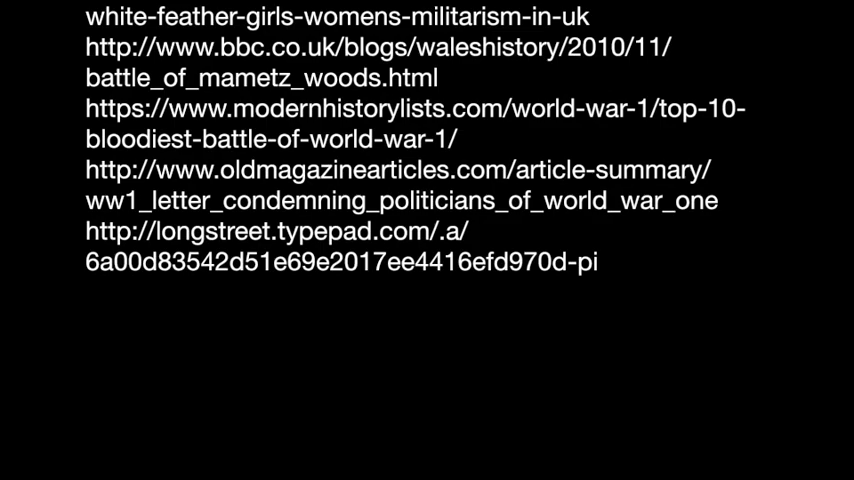 white-feather-girls-womens-militarism-in-uk
http://www.bbc.co.uk/blogs/waleshistory/2010/11/
battle_of_mametz_woods.html
https://www.modernhistorylists.com/world-war-1/top-10-
bloodiest-battle-of-world-war-1/
http://www.oldmagazinearticles.com/article-summary/
ww1_letter_condemning_politicians_of_world_war_one
http://longstreet.typepad.com/.a/
6a00d83542d51e69e2017ee4416efd970d-pi